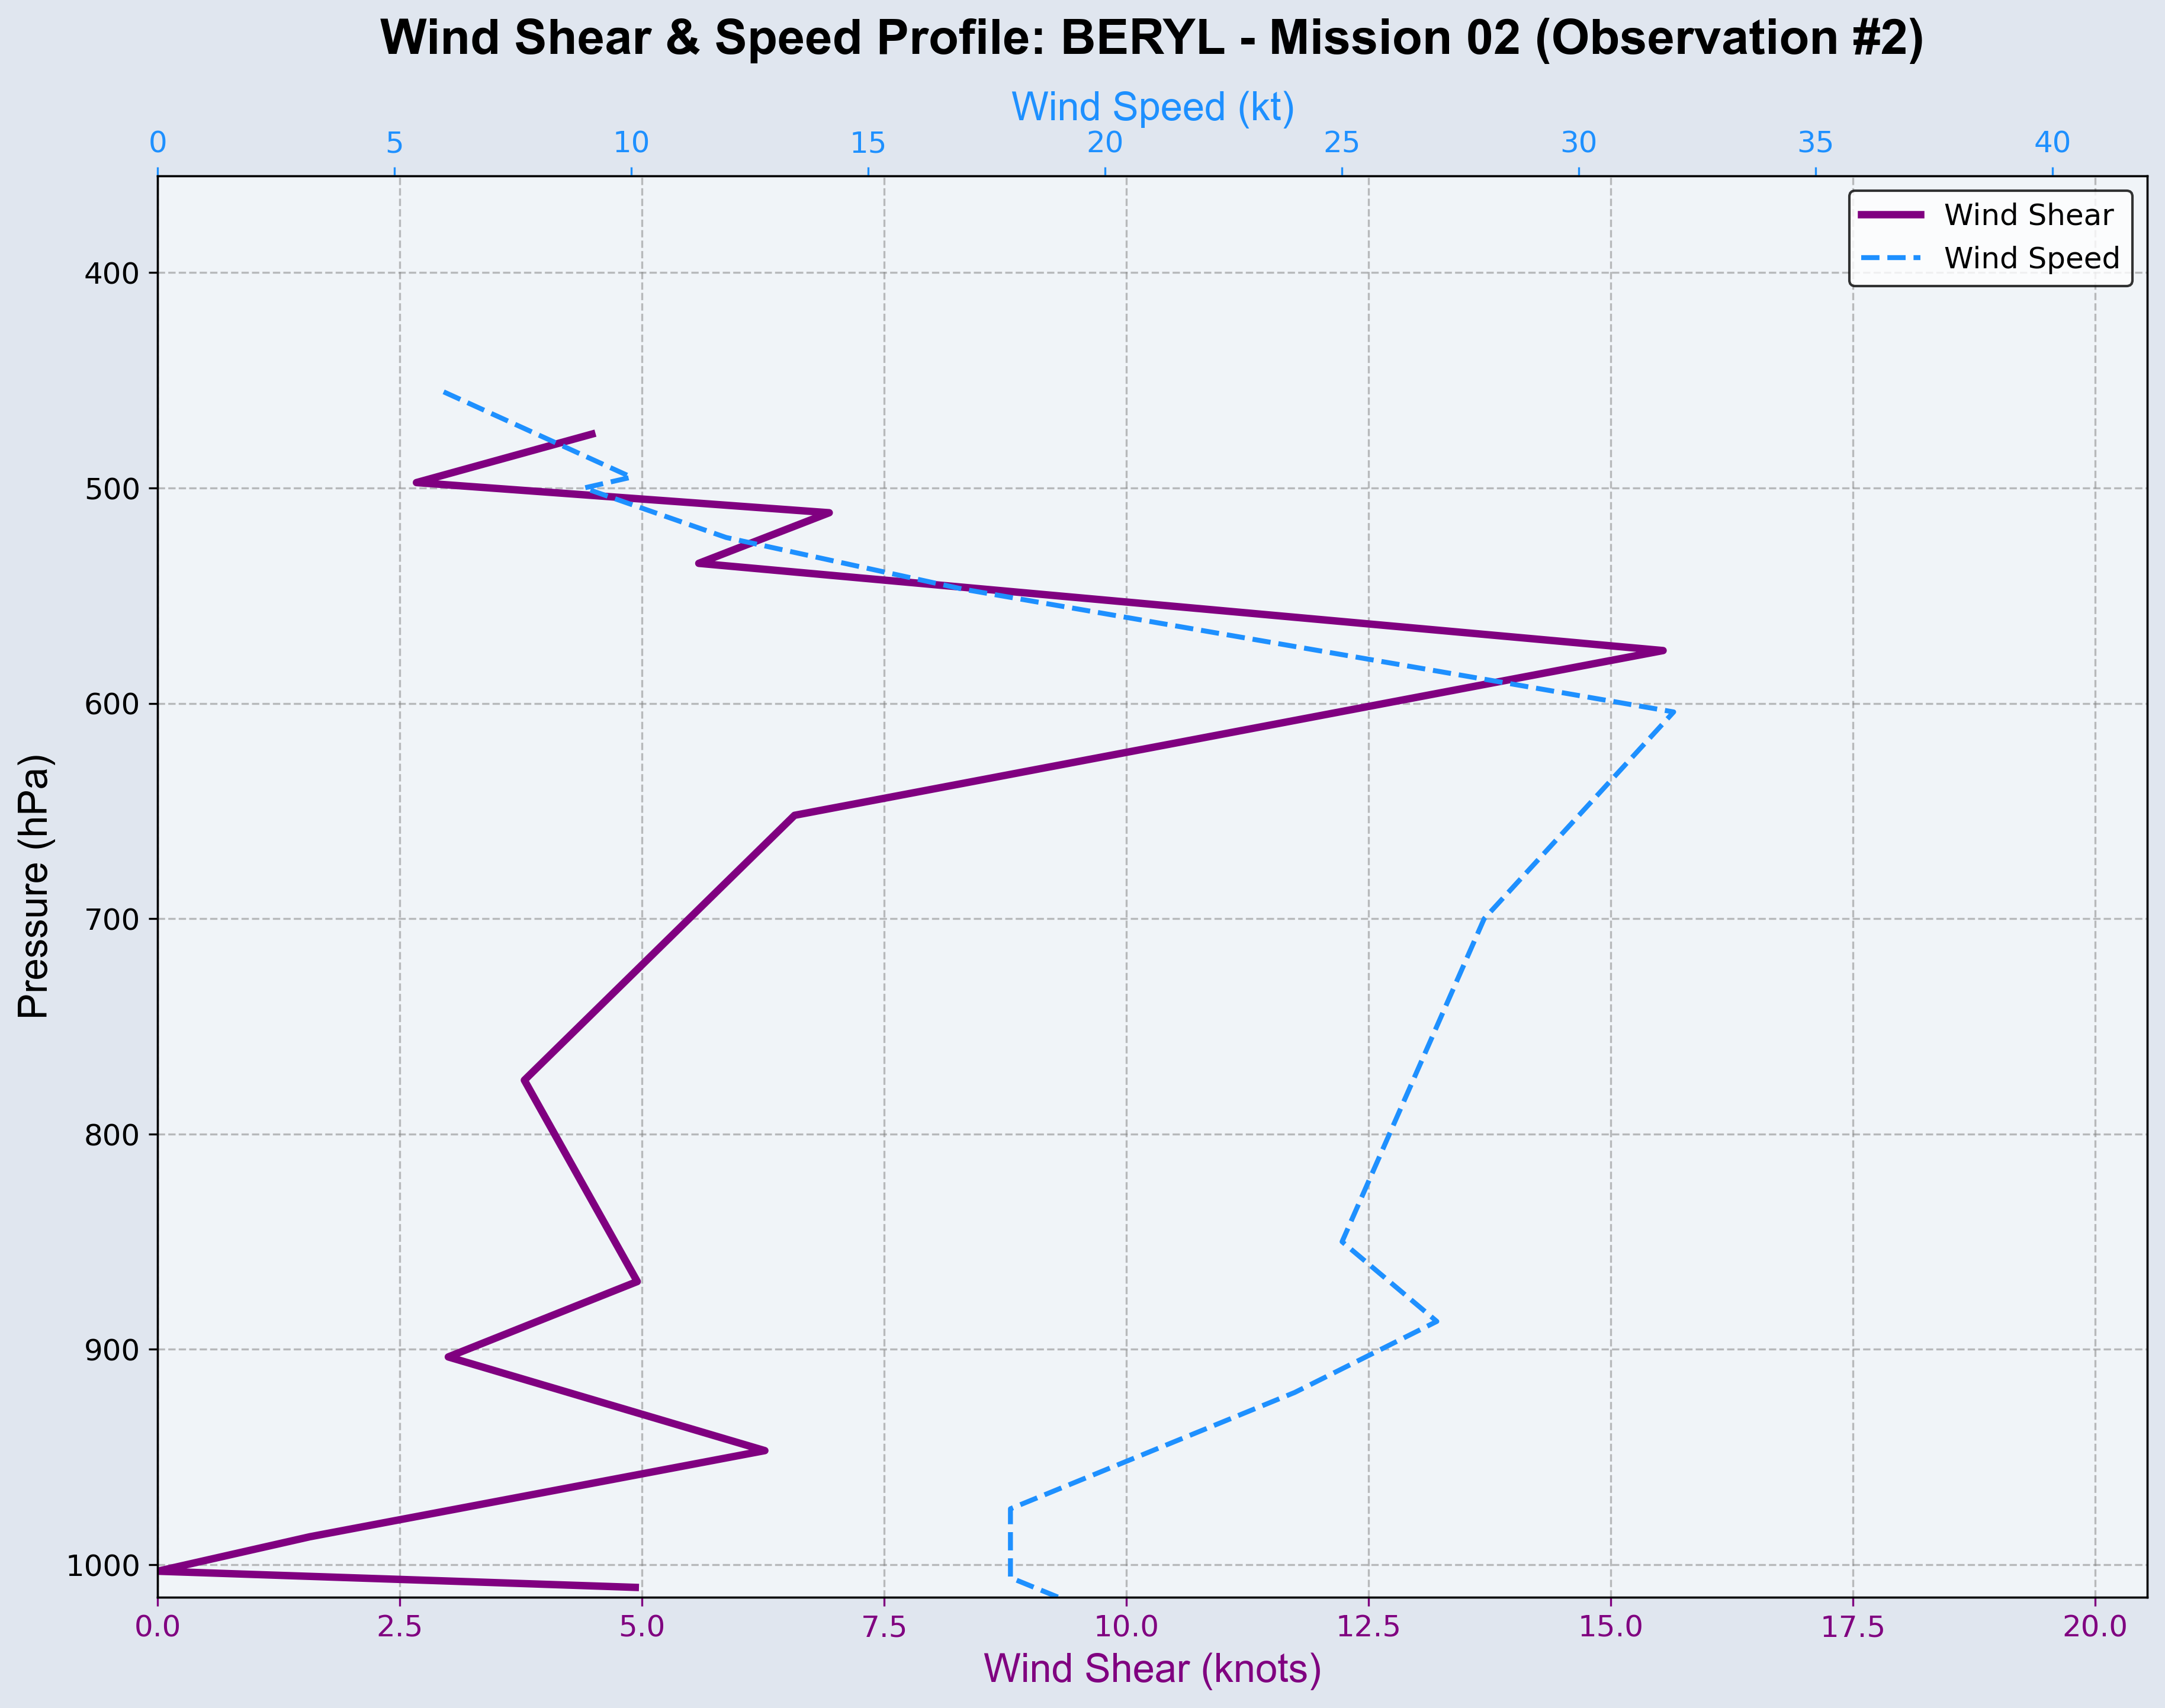 Wind Shear & Speed Profile: BERYL - Mission 02 (Observation #2)
Wind Speed (kt)
0 5 10 15 20 25 30 35 40
Wind Shear
Wind Speed
400
500
600
700
800
900
1000
Pressure (hPa)
0.0 2.5 5.0 7.5 10.0 12.5 15.0 17.5 20.0
Wind Shear (knots)